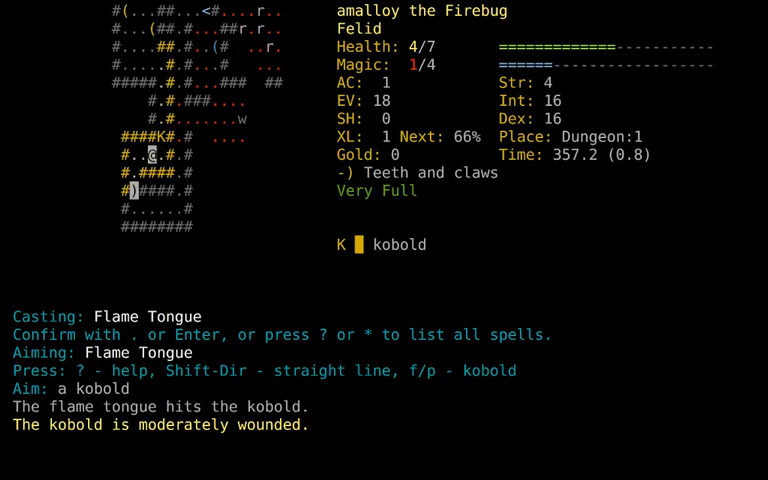 #(...##...<#....r    amalloy the Firebug
#...(##.#...##r.r.    Felid
#....##.#..(#  ..r.    Health: 4/7    ============------------
#.....#.#...#   ...    Magic: 1/4    ======------------------
#####.#.#...###  ##    AC: 1    Str: 4
#.#.###....    EV: 18    Int: 16
#.#.......w    SH: 0    Dex: 16
####K#.#  ....    XL: 1 Next: 66%    Place: Dungeon:1
#..@.#.#    Gold: 0    Time: 357.2 (0.8)
#.####.#    -) Teeth and claws
#)####.#    Very Full
#......#
########
K kobold
Casting: Flame Tongue
Confirm with . or Enter, or press ? or * to list all spells.
Aiming: Flame Tongue
Press: ? - help, Shift-Dir - straight line, f/p - kobold
Aim: a kobold
The flame tongue hits the kobold.
The kobold is moderately wounded.